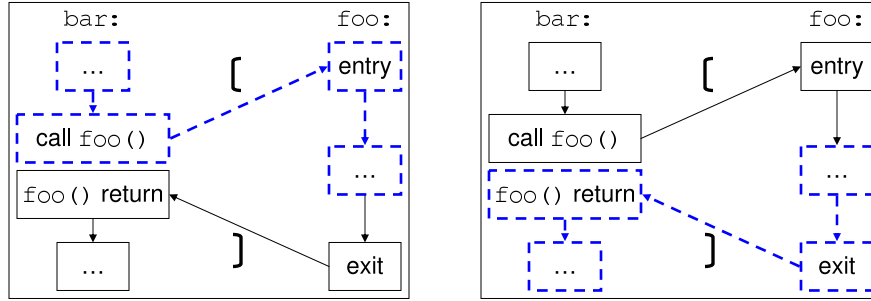 bar:
foo:
...
[
entry
call foo()
...
foo() return
]
...
exit
bar:
foo:
...
[
entry
call foo()
...
foo() return
]
...
exit